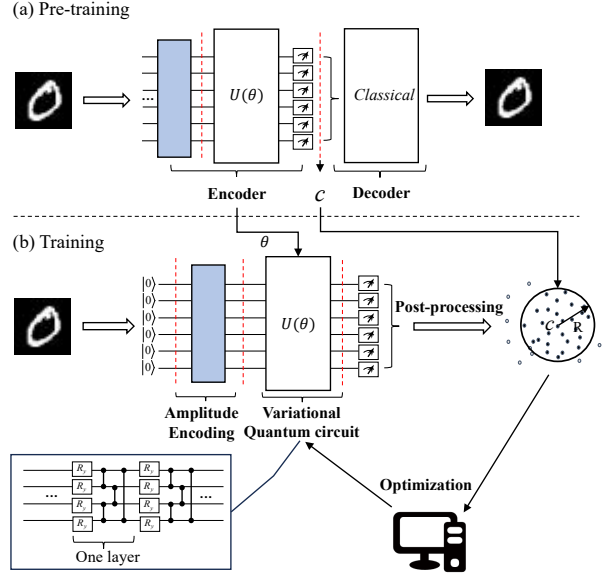 (a) Pre-training
...
U(θ)
Classical
Encoder
𝒞
Decoder
θ
(b) Training
|0⟩
|0⟩
|0⟩
|0⟩
|0⟩
|0⟩
U(θ)
Post-processing
C
R
Amplitude
Encoding
Variational
Quantum circuit
Optimization
R_y R_y
R_y R_y
... ...
R_y R_y
R_y R_y
One layer